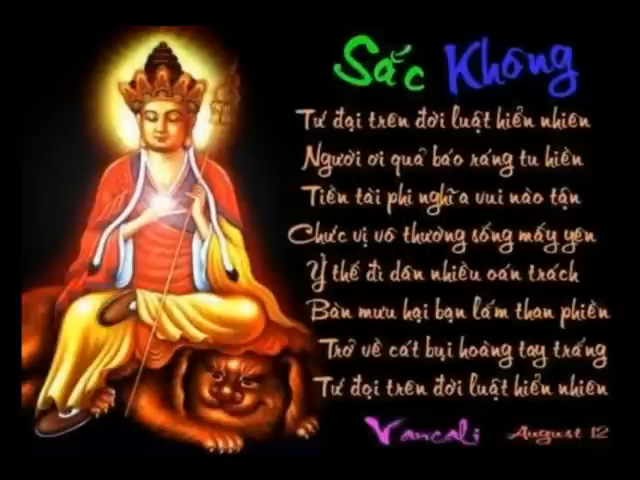 Sắc Không
Tứ đại trên đời luật hiển nhiên
Người ơi quả báo ráng tu hiền
Tiền tài phi nghĩa vui nào tận
Chức vị vô thường sống mấy yên
Ỷ thế đì dân nhiều oán trách
Bàn mưu hại bạn lắm than phiền
Trở về cát bụi hoàng tay trắng
Tứ đại trên đời luật hiển nhiên
Vancali August 12